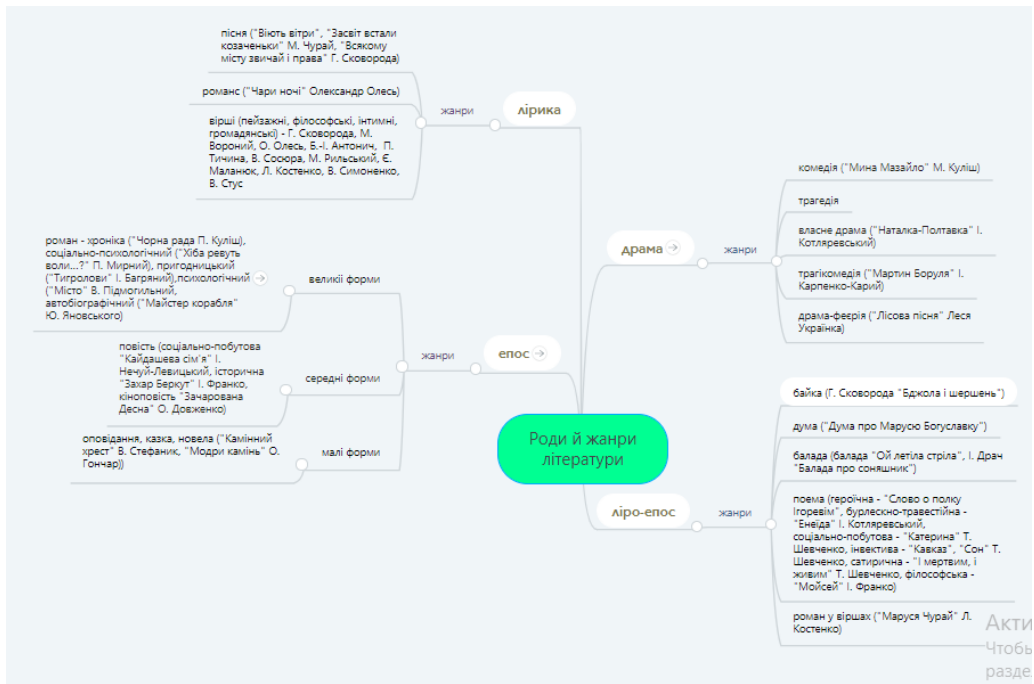 пісня ("Віють вітри", "Засвіт встали
козаченьки" М. Чурай, "Всякому
місту звичай і права" Г. Сковорода)
романс ("Чари ночі" Олександр Олесь)
вірші (пейзажні, філософські, інтимні,
громадянські) - Г. Сковорода, М.
Вороний, О. Олесь, Б.-І. Антонич, П.
Тичина, В. Сосюра, М. Рильський, Є.
Маланюк, Л. Костенко, В. Симоненко,
В. Стус
жанри
лірика
роман - хроніка ("Чорна рада П. Куліш),
соціально-психологічний ("Хіба ревуть
воли...?" П. Мирний), пригодницький
("Тигролови" І. Багряний),психологічний
("Місто" В. Підмогильний,
автобіографічний ("Майстер корабля"
Ю. Яновського)
великії форми
повість (соціально-побутова
"Кайдашева сім'я" І.
Нечуй-Левицький, історична
"Захар Беркут" І. Франко,
кіноповість "Зачарована
Десна" О. Довженко)
середні форми
оповідання, казка, новела ("Камінний
хрест" В. Стефаник, "Модри камінь" О.
Гончар))
малі форми
жанри
епос
Роди й жанри
літератури
драма
жанри
комедія ("Мина Мазайло" М. Куліш)
трагедія
власне драма ("Наталка-Полтавка" І.
Котляревський)
трагікомедія ("Мартин Боруля" І.
Карпенко-Карий)
драма-феєрія ("Лісова пісня" Леся
Українка)
ліро-епос
жанри
байка (Г. Сковорода "Бджола і шершень")
дума ("Дума про Марусю Богуславку")
балада (балада "Ой летіла стріла", І. Драч
"Балада про соняшник")
поема (героїчна - "Слово о полку
Ігоревім", бурлескно-травестійна -
"Енеїда" І. Котляревський,
соціально-побутова - "Катерина" Т.
Шевченко, інвектива - "Кавказ", "Сон" Т.
Шевченко, сатирична - "І мертвим, і
живим" Т. Шевченко, філософська -
"Мойсей" І. Франко)
роман у віршах ("Маруся Чурай" Л.
Костенко)
Акти
Чтобы
разде